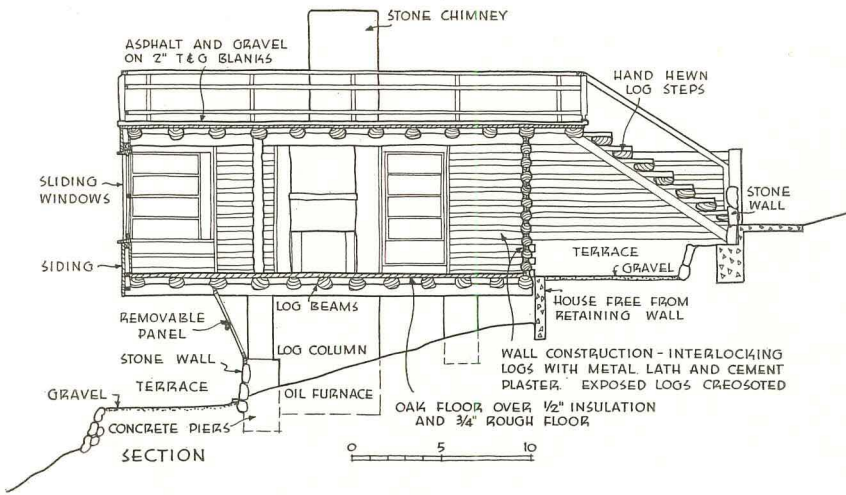 STONE CHIMNEY
ASPHALT AND GRAVEL
ON 2" T&G BLANKS
HAND HEWN
LOG STEPS
SLIDING
WINDOWS
STONE
WALL
TERRACE
GRAVEL
SIDING
LOG BEAMS
HOUSE FREE FROM
RETAINING WALL
REMOVABLE
PANEL
LOG COLUMN
STONE WALL
WALL CONSTRUCTION - INTERLOCKING
LOGS WITH METAL LATH AND CEMENT
PLASTER. EXPOSED LOGS CREOSOTED
TERRACE
GRAVEL
OIL FURNACE
OAK FLOOR OVER 1/2" INSULATION
AND 3/4" ROUGH FLOOR
CONCRETE PIERS
SECTION
0 5 10